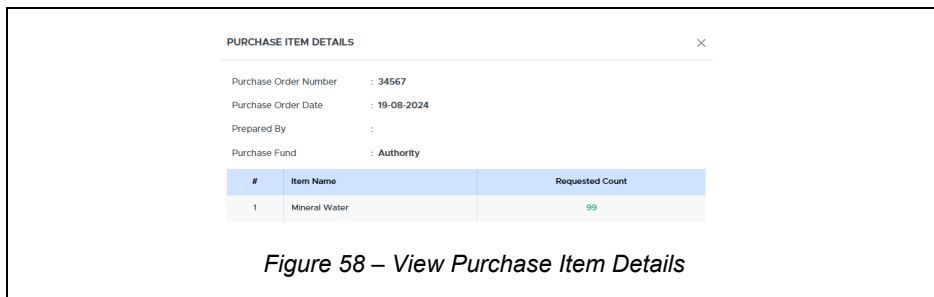 PURCHASE ITEM DETAILS
Purchase Order Number : 34567
Purchase Order Date : 19-08-2024
Prepared By :
Purchase Fund : Authority
# Item Name Requested Count
1 Mineral Water 99
Figure 58 – View Purchase Item Details